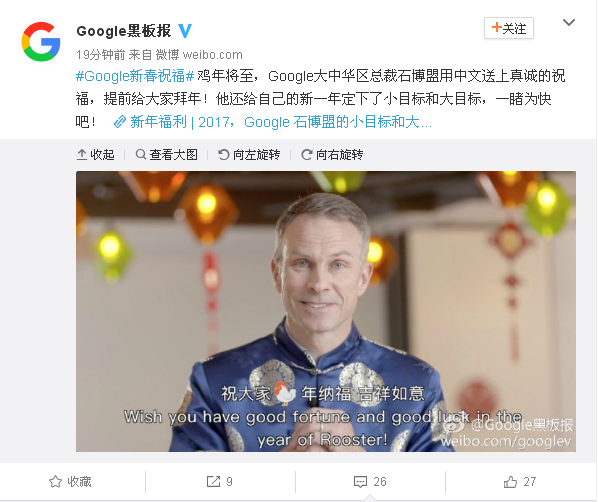 Google黑板报 V
+关注
19分钟前 来自 微博 weibo.com
#Google新春祝福# 鸡年将至，Google大中华区总裁石博盟用中文送上真诚的祝
福，提前给大家拜年！他还给自己的新一年定下了小目标和大目标，一睹为快
吧！ 新年福利 | 2017，Google 石博盟的小目标和大...
收起 查看大图 向左旋转 向右旋转
祝大家🐓年纳福 吉祥如意
Wish you have good fortune and good luck in the
year of Rooster!
@Google黑板报
weibo.com/googlev
收藏 9 26 27